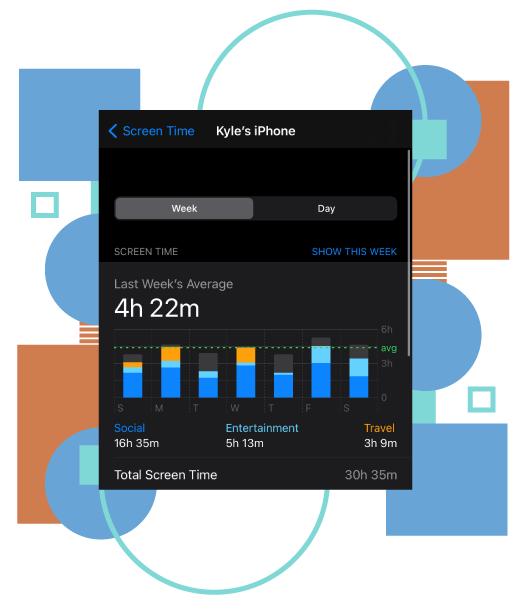 Screen Time Kyle's iPhone
Week Day
SCREEN TIME SHOW THIS WEEK
Last Week's Average
4h 22m
6h
avg
3h
0
S M T W T F S
Social Entertainment Travel
16h 35m 5h 13m 3h 9m
Total Screen Time 30h 35m